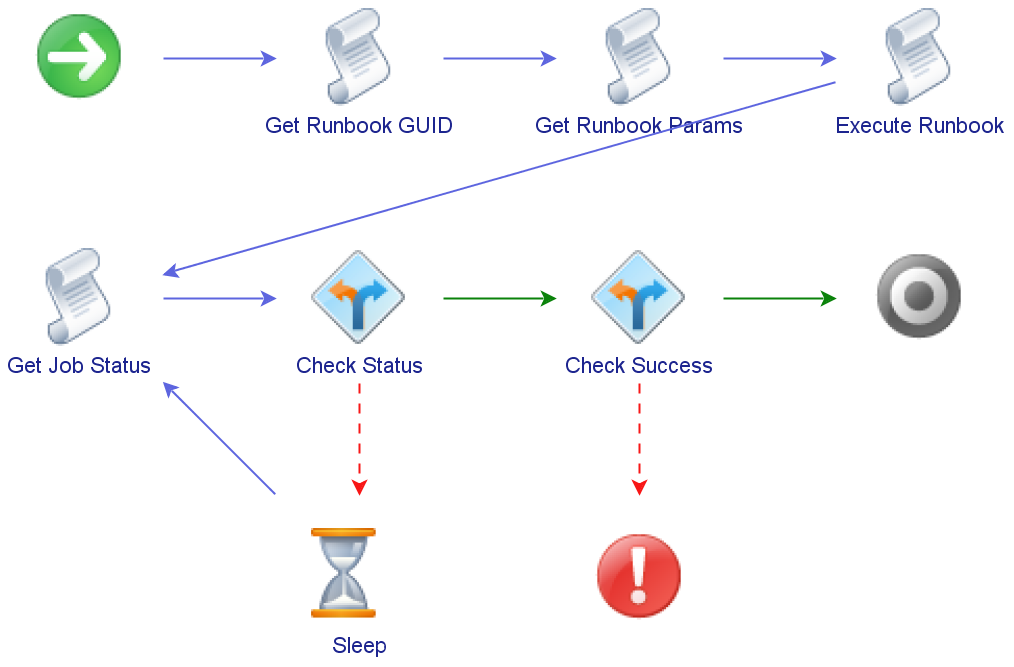 Get Runbook GUID
Get Runbook Params
Execute Runbook
Get Job Status
Check Status
Check Success
Sleep